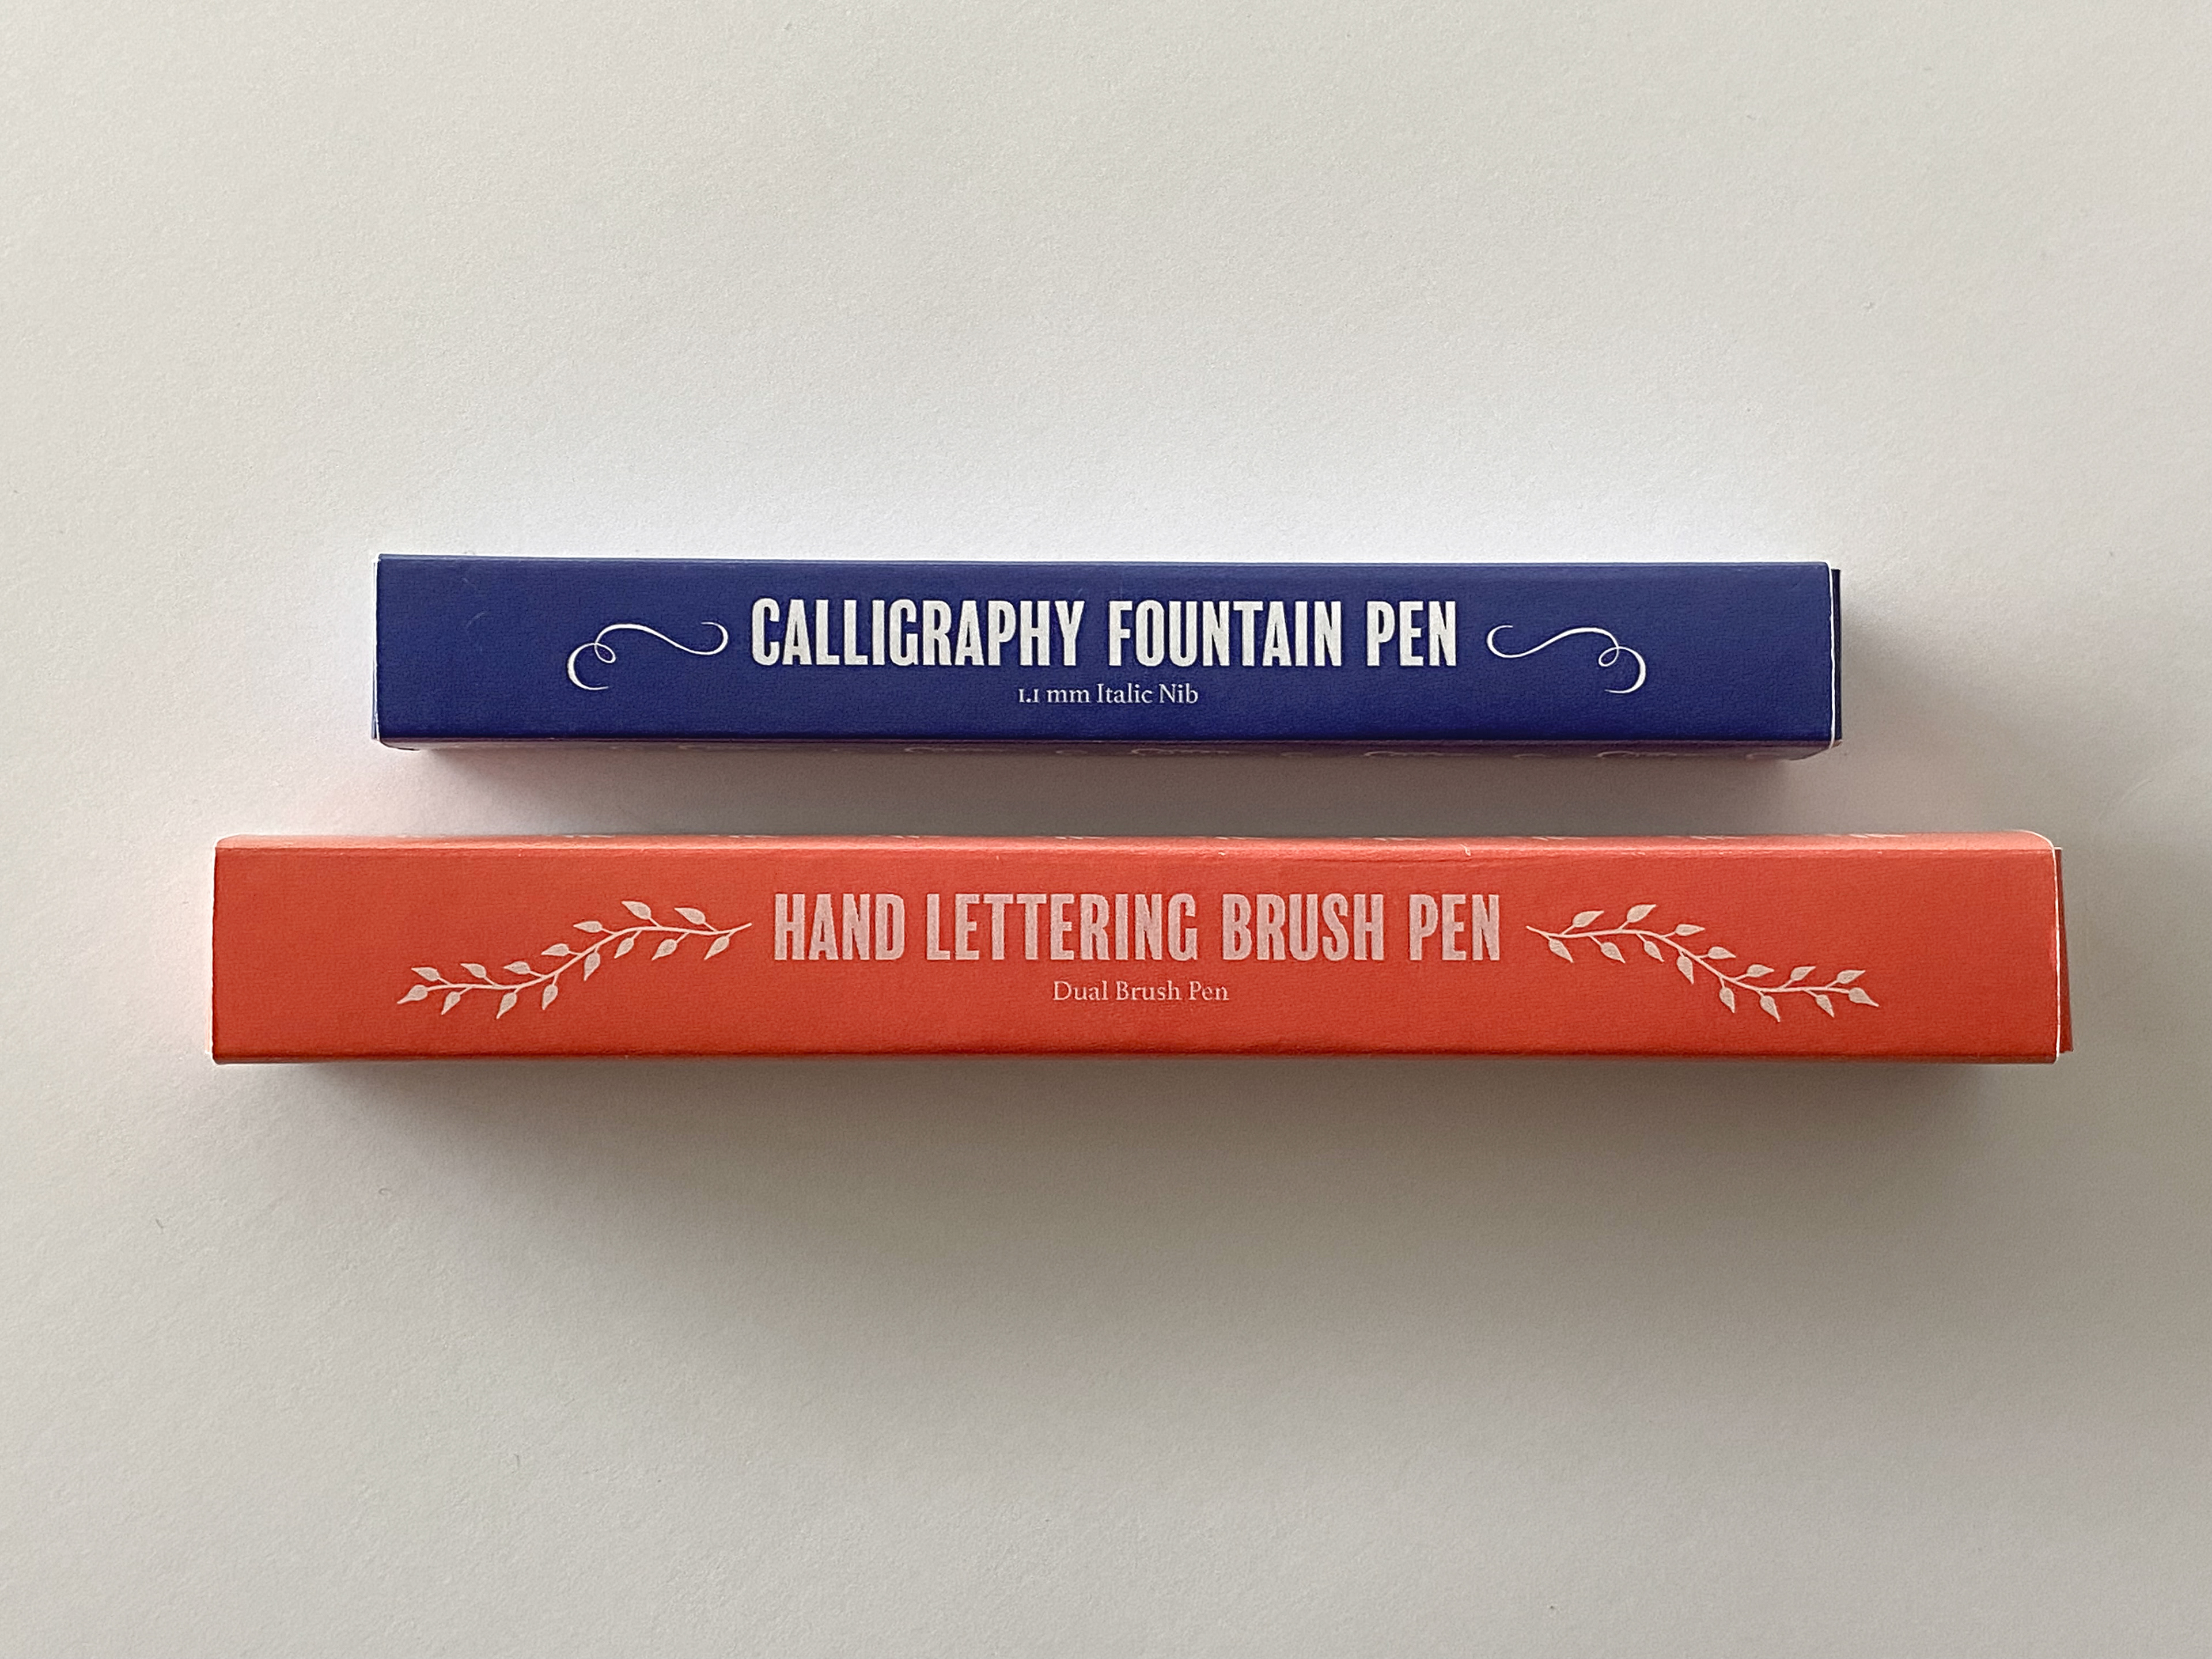 CALLIGRAPHY FOUNTAIN PEN
1.1 mm Italic Nib
HAND LETTERING BRUSH PEN
Dual Brush Pen